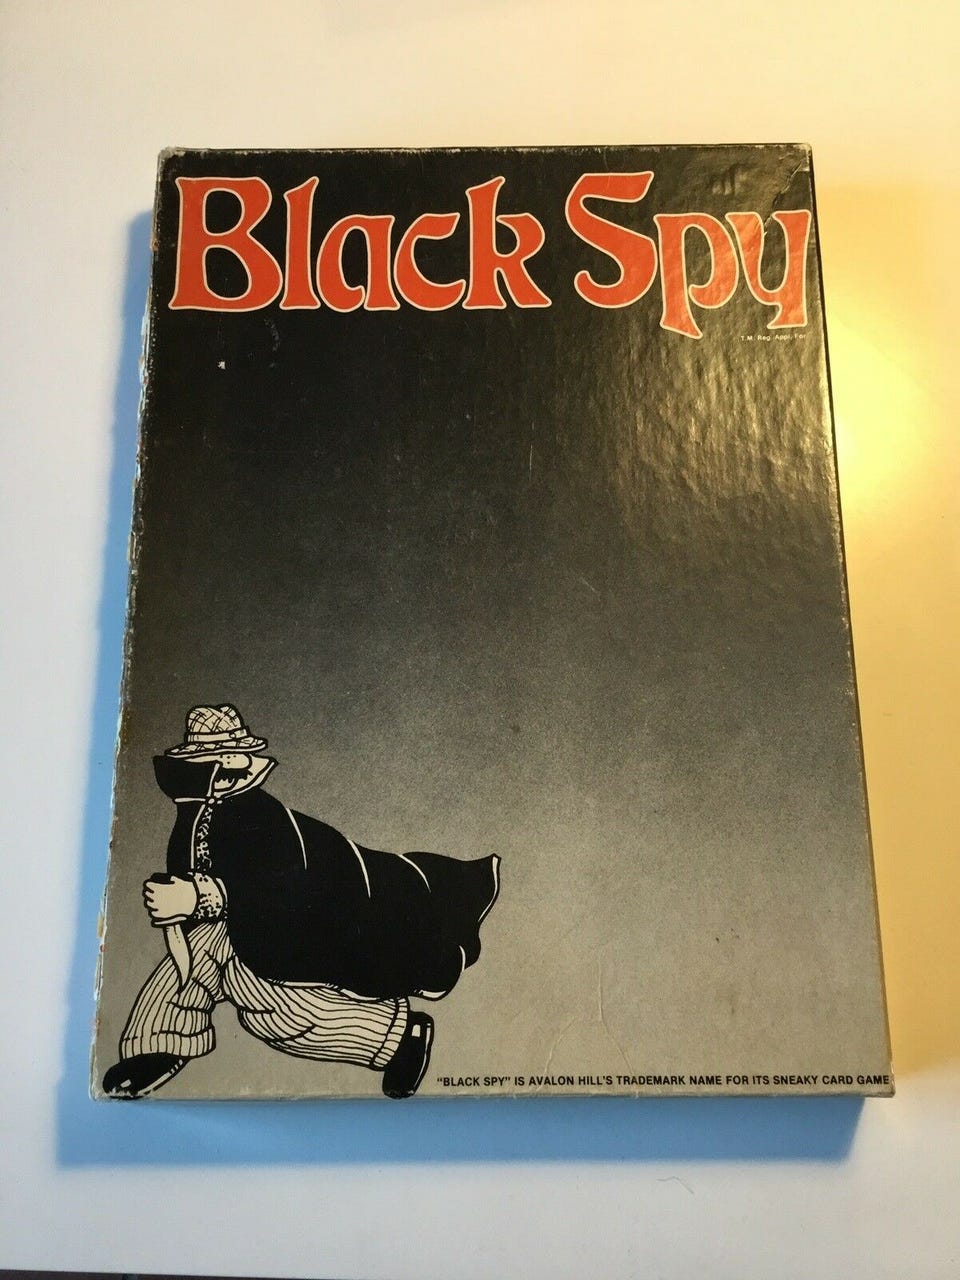 Black Spy
T.M. Reg. Appl. For
"BLACK SPY" IS AVALON HILL'S TRADEMARK NAME FOR ITS SNEAKY CARD GAME